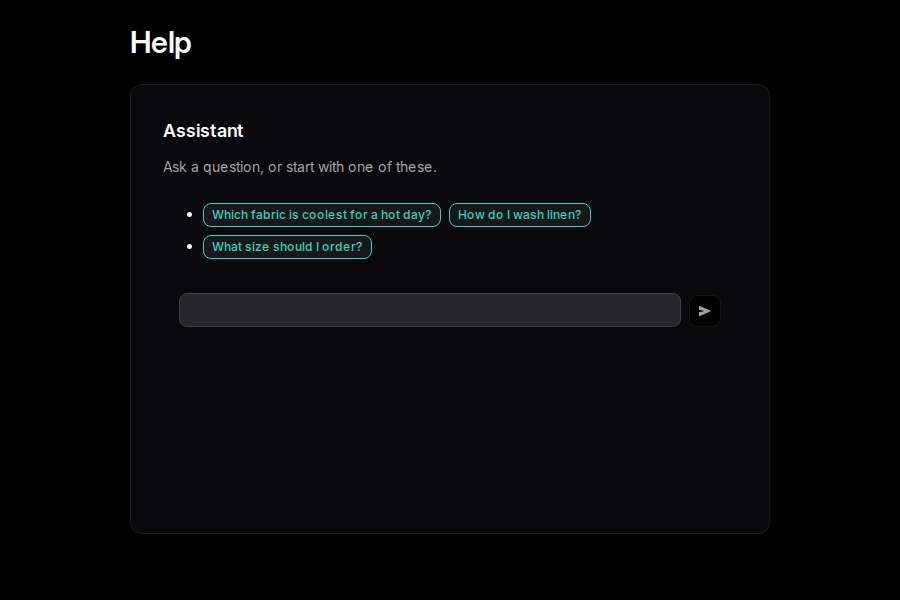 Help
Assistant
Ask a question, or start with one of these.
Which fabric is coolest for a hot day? How do I wash linen?
What size should I order?